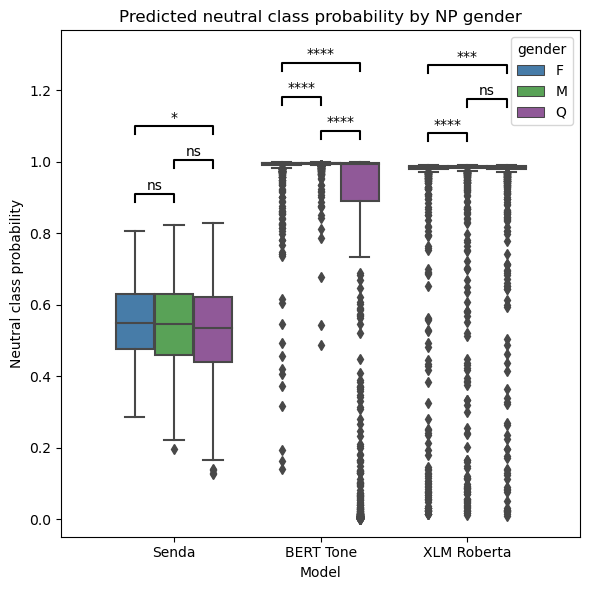 Predicted neutral class probability by NP gender
gender
F
M
Q
****
***
****
ns
****
****
*
ns
ns
1.2
1.0
0.8
0.6
0.4
0.2
0.0
Neutral class probability
Senda
BERT Tone
XLM Roberta
Model